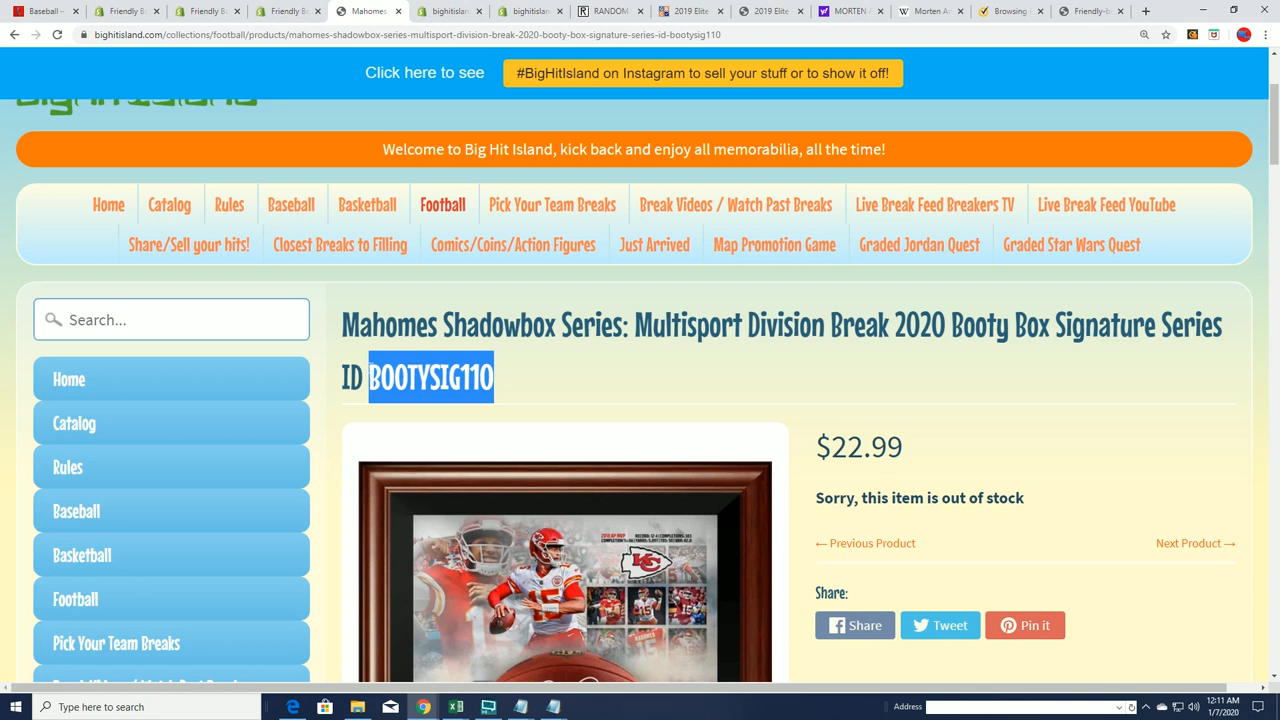 Baseball –
Friendly B
Friendly B
Friendly B
Mahomes
bighitisland
bighitisland
RANDOM
2019 Elite
2019 Elite
MORTEN A
Morten An
Browsing
Friendly-b
bighitisland.com/collections/football/products/mahomes-shadowbox-series-multisport-division-break-2020-booty-box-signature-series-id-bootysig110
Click here to see #BigHitIsland on Instagram to sell your stuff or to show it off!
Welcome to Big Hit Island, kick back and enjoy all memorabilia, all the time!
Home Catalog Rules Baseball Basketball Football Pick Your Team Breaks Break Videos / Watch Past Breaks Live Break Feed Breakers TV Live Break Feed YouTube
Share/Sell your hits! Closest Breaks to Filling Comics/Coins/Action Figures Just Arrived Map Promotion Game Graded Jordan Quest Graded Star Wars Quest
Search...
Home
Catalog
Rules
Baseball
Basketball
Football
Pick Your Team Breaks
Mahomes Shadowbox Series: Multisport Division Break 2020 Booty Box Signature Series
ID BOOTYSIG110
$22.99
Sorry, this item is out of stock
← Previous Product Next Product →
Share:
Share Tweet Pin it
Type here to search
Address
12:11 AM
1/7/2020